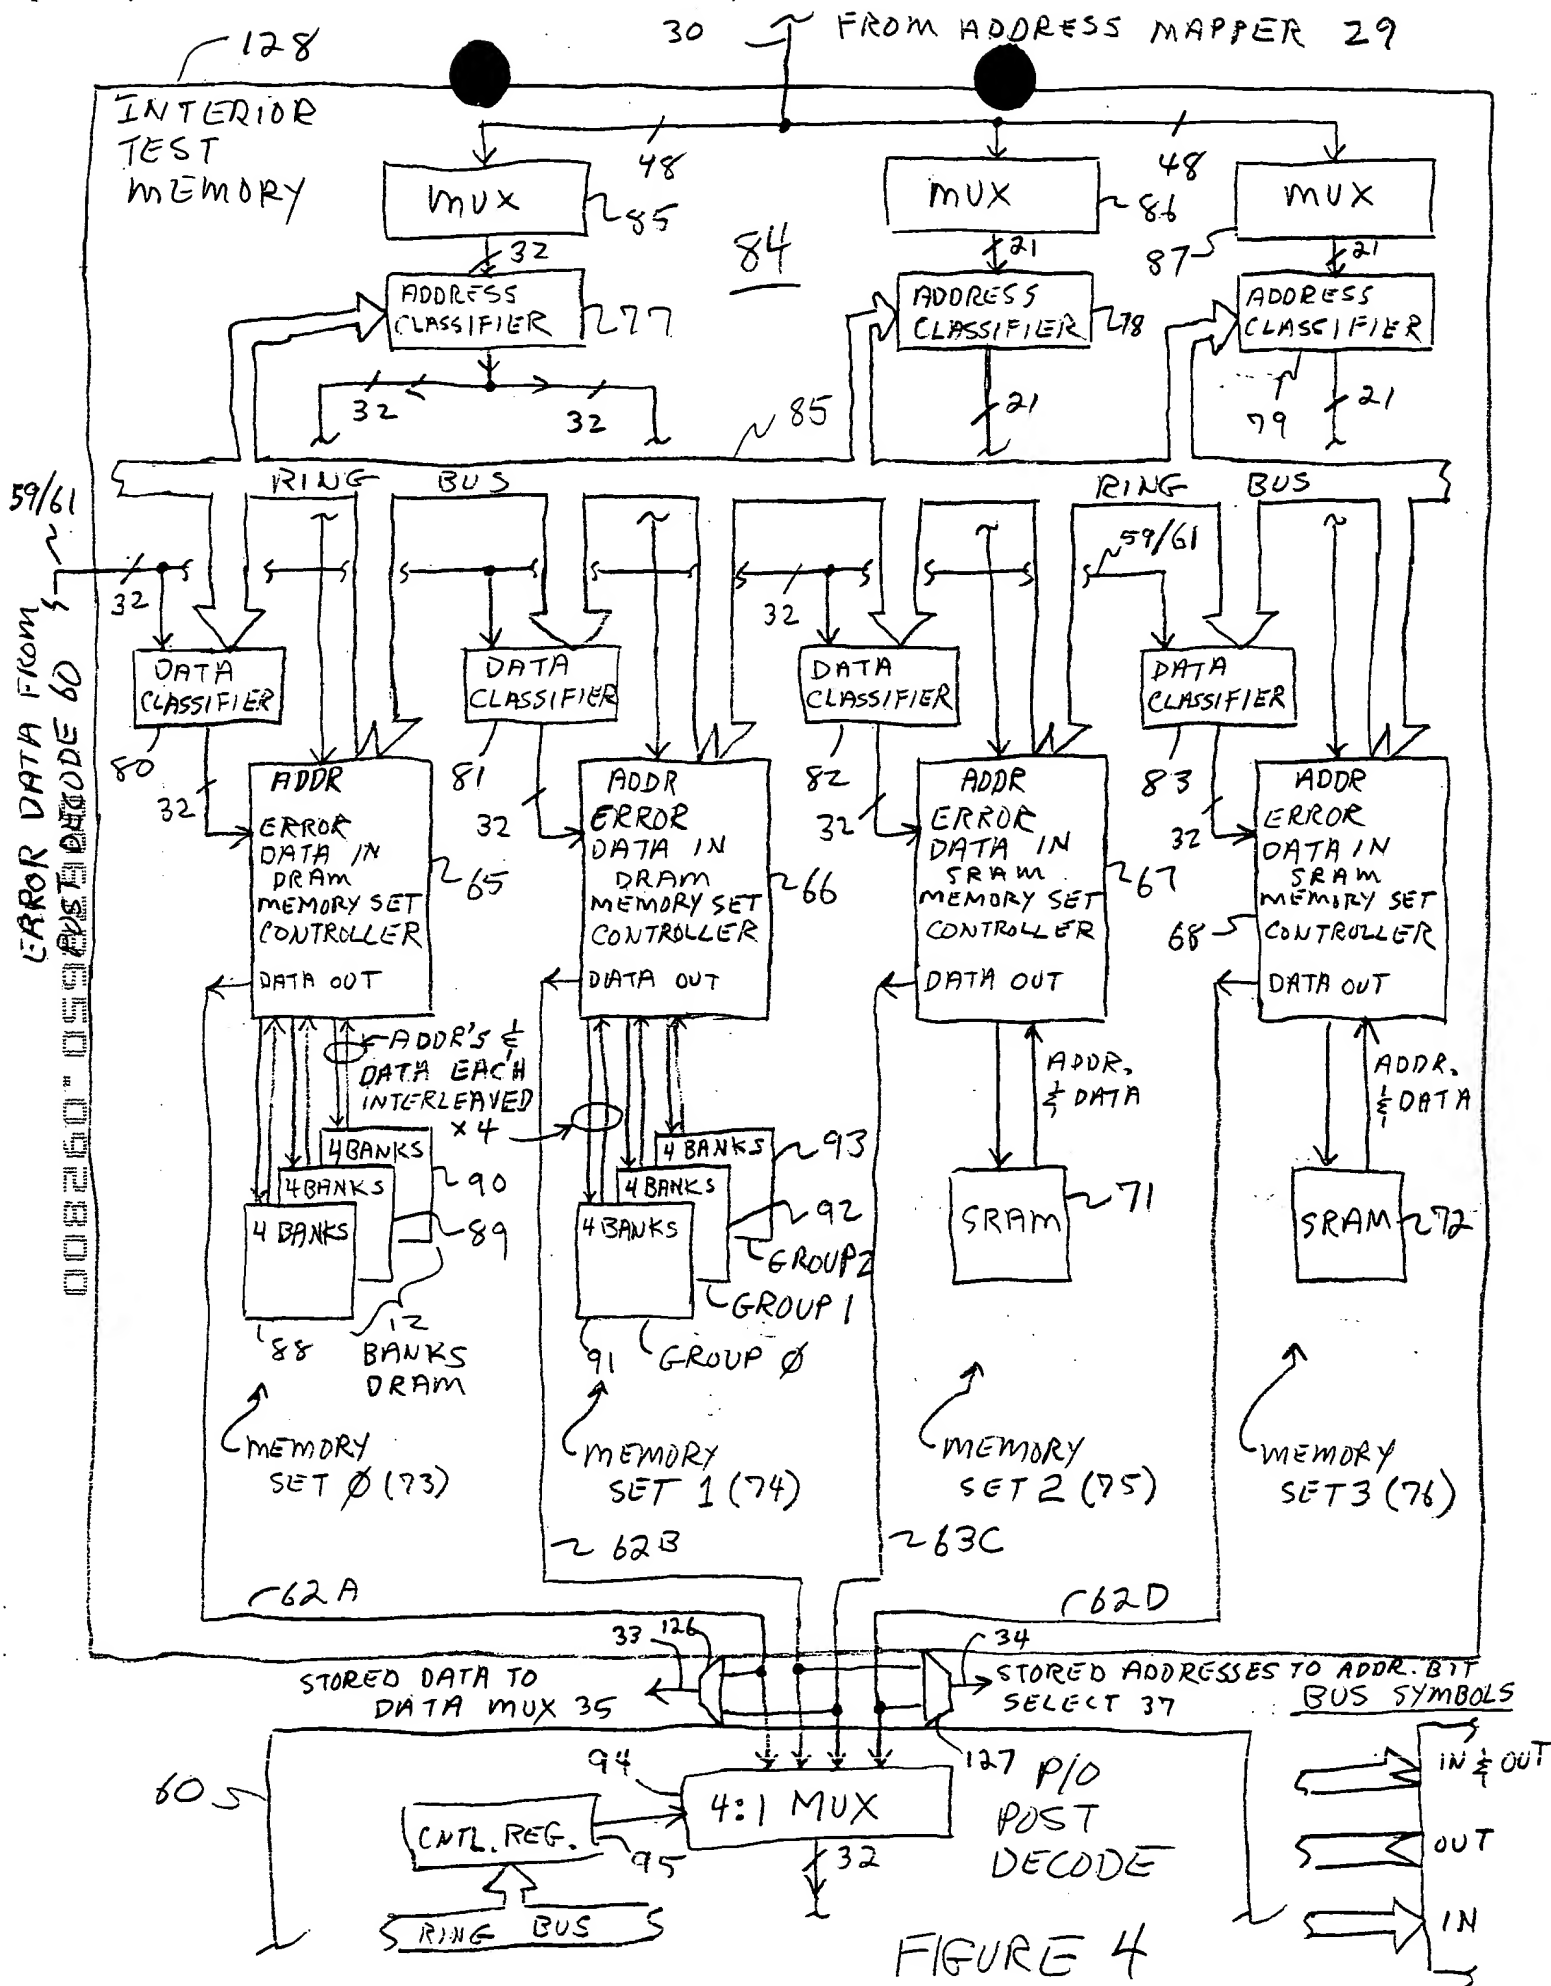 30
FROM ADDRESS MAPPER 29
128
INTERIOR
TEST
MEMORY
48
48
MUX
85
MUX
86
MUX
87
84
32
21
21
ADDRESS
CLASSIFIER
77
ADDRESS
CLASSIFIER
78
ADDRESS
CLASSIFIER
79
32
32
21
21
85
RING BUS
RING BUS
59/61
59/61
32
32
ERROR DATA FROM
POST DECODE 60
DATA
CLASSIFIER
80
DATA
CLASSIFIER
81
DATA
CLASSIFIER
82
DATA
CLASSIFIER
83
32
32
32
32
ADDR
ERROR
DATA IN
DRAM
MEMORY SET
CONTROLLER
DATA OUT
65
ADDR
ERROR
DATA IN
DRAM
MEMORY SET
CONTROLLER
DATA OUT
66
ADDR
ERROR
DATA IN
SRAM
MEMORY SET
CONTROLLER
DATA OUT
67
ADDR
ERROR
DATA IN
SRAM
MEMORY SET
CONTROLLER
DATA OUT
68
ADDR'S &
DATA EACH
INTERLEAVED
x 4
ADDR.
& DATA
ADDR.
& DATA
4 BANKS
90
4 BANKS
89
4 BANKS
88
12
BANKS
DRAM
4 BANKS
93
4 BANKS
92
4 BANKS
91
GROUP 2
GROUP 1
GROUP Ø
SRAM
71
SRAM
72
MEMORY
SET Ø (73)
MEMORY
SET 1 (74)
MEMORY
SET 2 (75)
MEMORY
SET 3 (76)
62B
63C
62A
62D
33
126
34
STORED DATA TO
DATA MUX 35
STORED ADDRESSES TO ADDR. BIT
SELECT 37
BUS SYMBOLS
127
94
60
4:1 MUX
P/O
POST
DECODE
CNTL. REG.
95
32
RING BUS
IN & OUT
OUT
IN
FIGURE 4